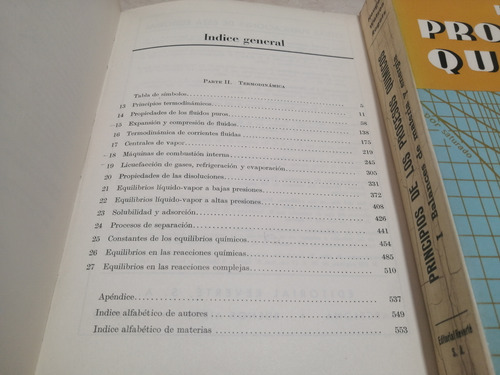 Indice general
PARTE II. TERMODINÁMICA
Tabla de símbolos
13 Principios termodinámicos 3
14 Propiedades de los fluidos puros 11
15 Expansión y compresión de fluidos 58
16 Termodinámica de corrientes fluidas 138
17 Centrales de vapor 175
18 Máquinas de combustión interna 219
19 Licuefacción de gases, refrigeración y evaporación 245
20 Propiedades de las disoluciones 305
21 Equilibrios líquido-vapor a bajas presiones 331
22 Equilibrios líquido-vapor a altas presiones 372
23 Solubilidad y adsorción 408
24 Procesos de separación 426
25 Constantes de los equilibrios químicos 441
26 Equilibrios en las reacciones químicas 454
27 Equilibrios en las reacciones complejas 485
510
Apéndice 537
Indice alfabético de autores 549
Indice alfabético de materias 553
PRINCIPIOS DE LOS PROCESOS QUIMICOS
I. Balances de materia y energía
Editorial Reverté
S. A.
PRO
QU